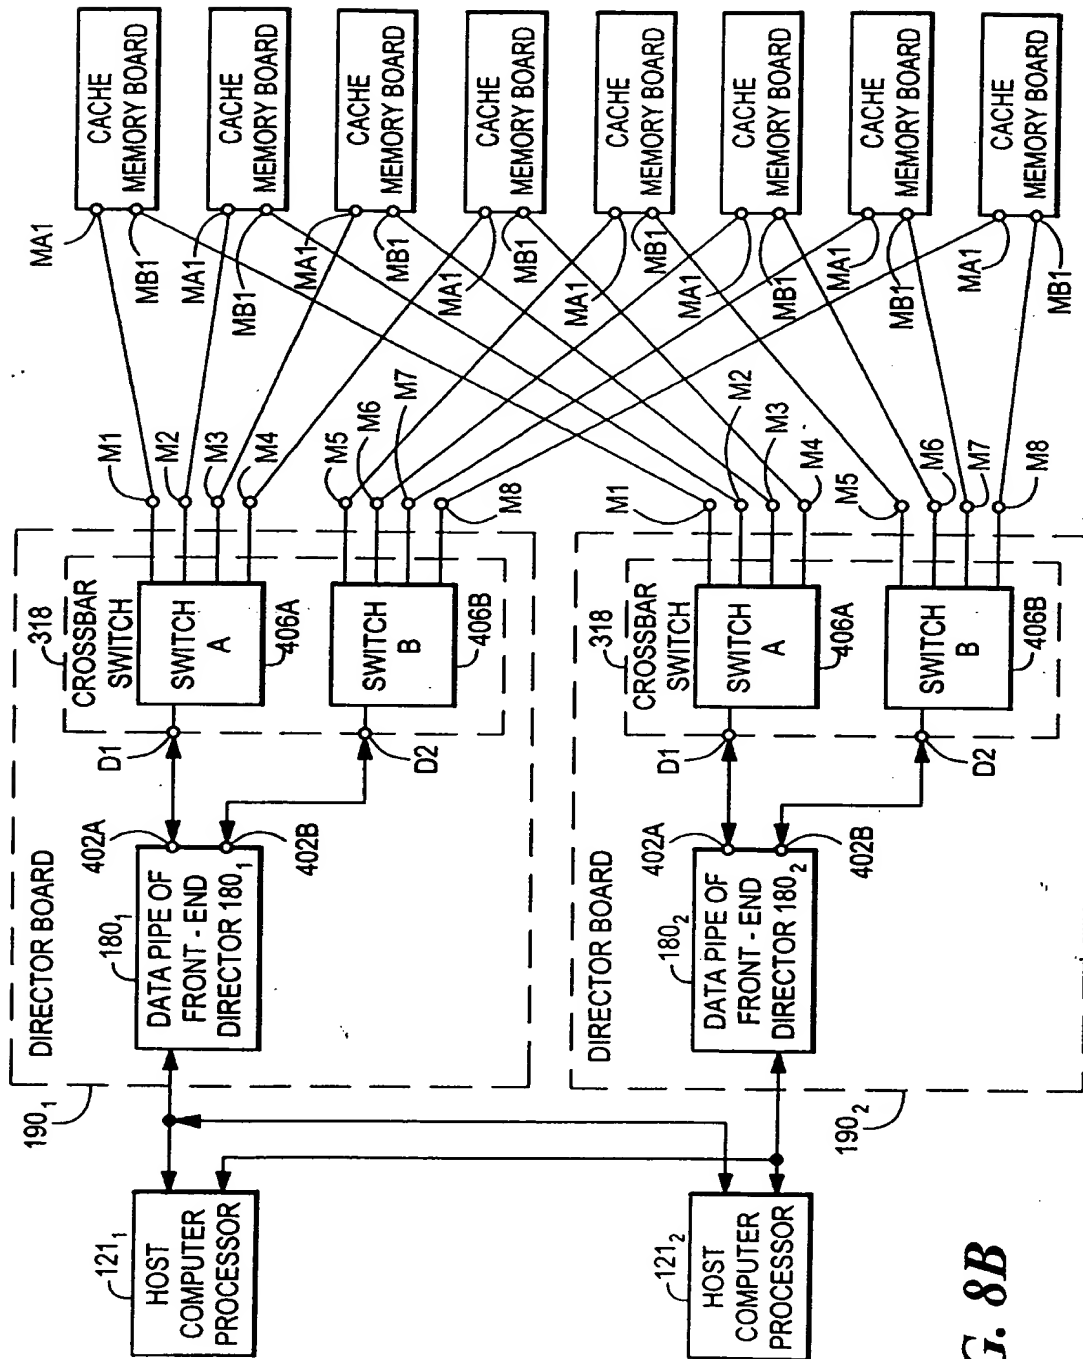 121₁
HOST
COMPUTER
PROCESSOR
121₂
HOST
COMPUTER
PROCESSOR
190₁
DIRECTOR BOARD
180₁
DATA PIPE OF
FRONT - END
DIRECTOR 180₁
402A
402B
D1
D2
318
CROSSBAR
SWITCH
SWITCH
A
406A
SWITCH
B
406B
M1
M2
M3
M4
M5
M6
M7
M8
190₂
DIRECTOR BOARD
180₂
DATA PIPE OF
FRONT - END
DIRECTOR 180₂
402A
402B
D1
D2
318
CROSSBAR
SWITCH
SWITCH
A
406A
SWITCH
B
406B
M1
M2
M3
M4
M5
M6
M7
M8
MA1
MB1
CACHE
MEMORY BOARD
MA1
MB1
CACHE
MEMORY BOARD
MA1
MB1
CACHE
MEMORY BOARD
MA1
MB1
CACHE
MEMORY BOARD
MA1
MB1
CACHE
MEMORY BOARD
MA1
MB1
CACHE
MEMORY BOARD
MA1
MB1
CACHE
MEMORY BOARD
MA1
MB1
CACHE
MEMORY BOARD
G. 8B